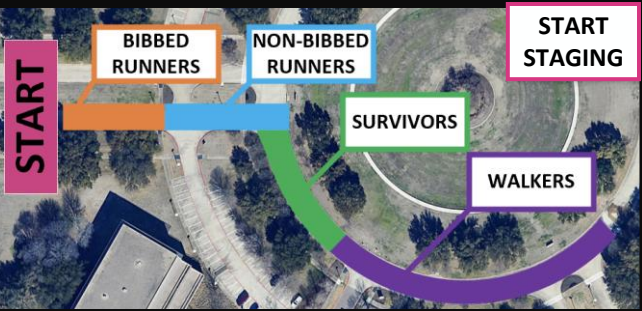 START
STAGING
START
BIBBED
RUNNERS
NON-BIBBED
RUNNERS
SURVIVORS
WALKERS